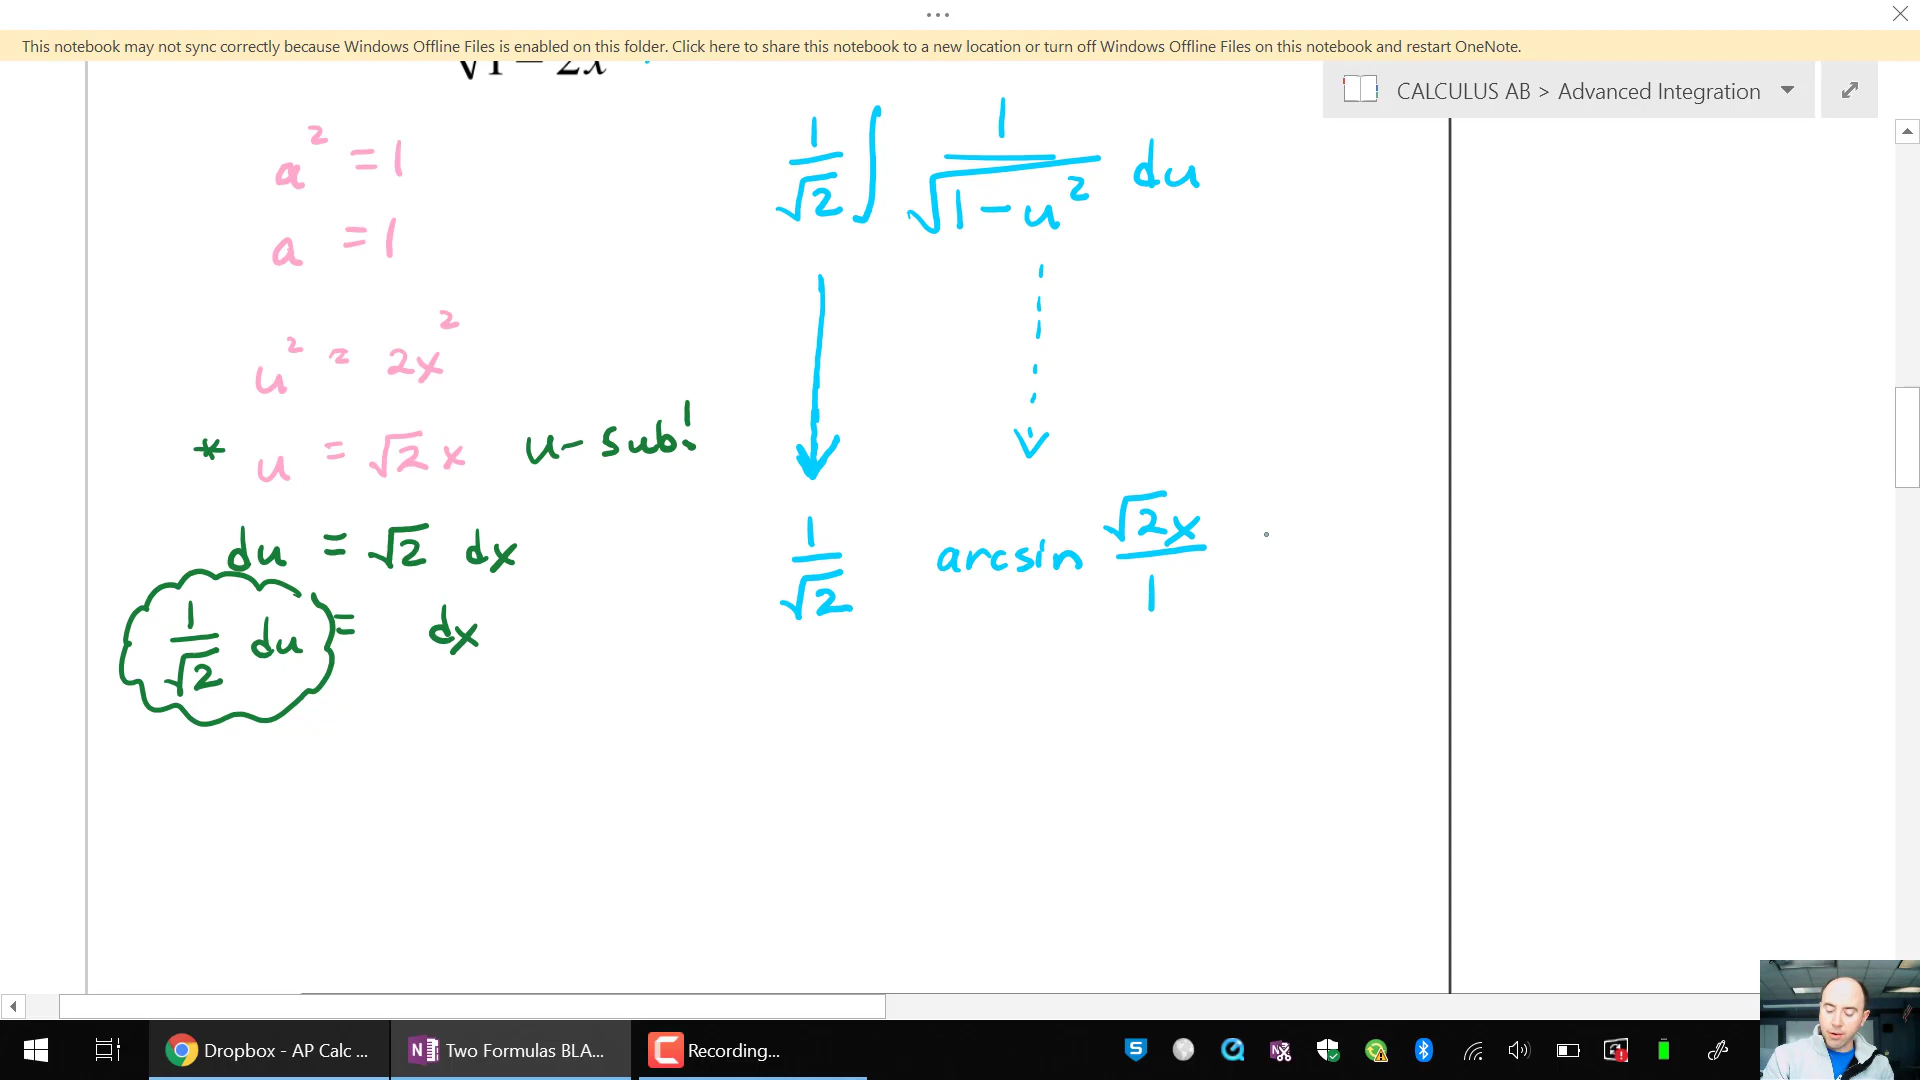 This notebook may not sync correctly because Windows Offline Files is enabled on this folder. Click here to share this notebook to a new location or turn off Windows Offline Files on this notebook and restart OneNote.
CALCULUS AB > Advanced Integration
√1 − 2x
a² = 1
a = 1
u² = 2x²
* u = √2 x u-sub!
du = √2 dx
1/√2 du = dx
1/√2 ∫ 1/√(1-u²) du
1/√2 arcsin √2x/1
Dropbox - AP Calc ...
Two Formulas BLA...
Recording...